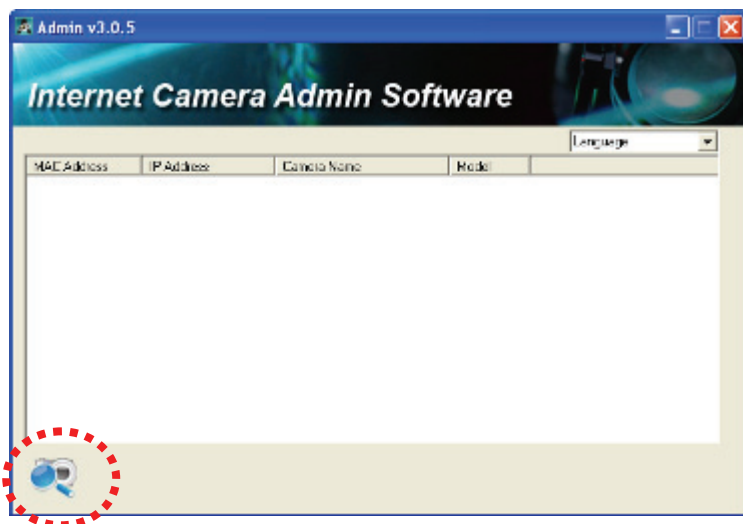 Admin v3.0.5
Internet Camera Admin Software
Language
MAC Address IP Address Camera Name Model